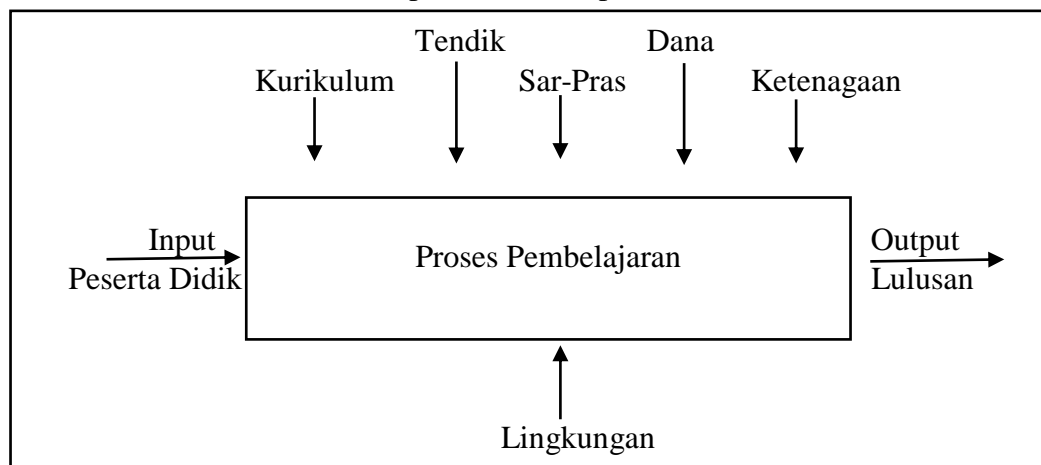 Tendik Dana
Kurikulum Sar-Pras Ketenagaan
Input Proses Pembelajaran Output
Peserta Didik Lulusan
Lingkungan